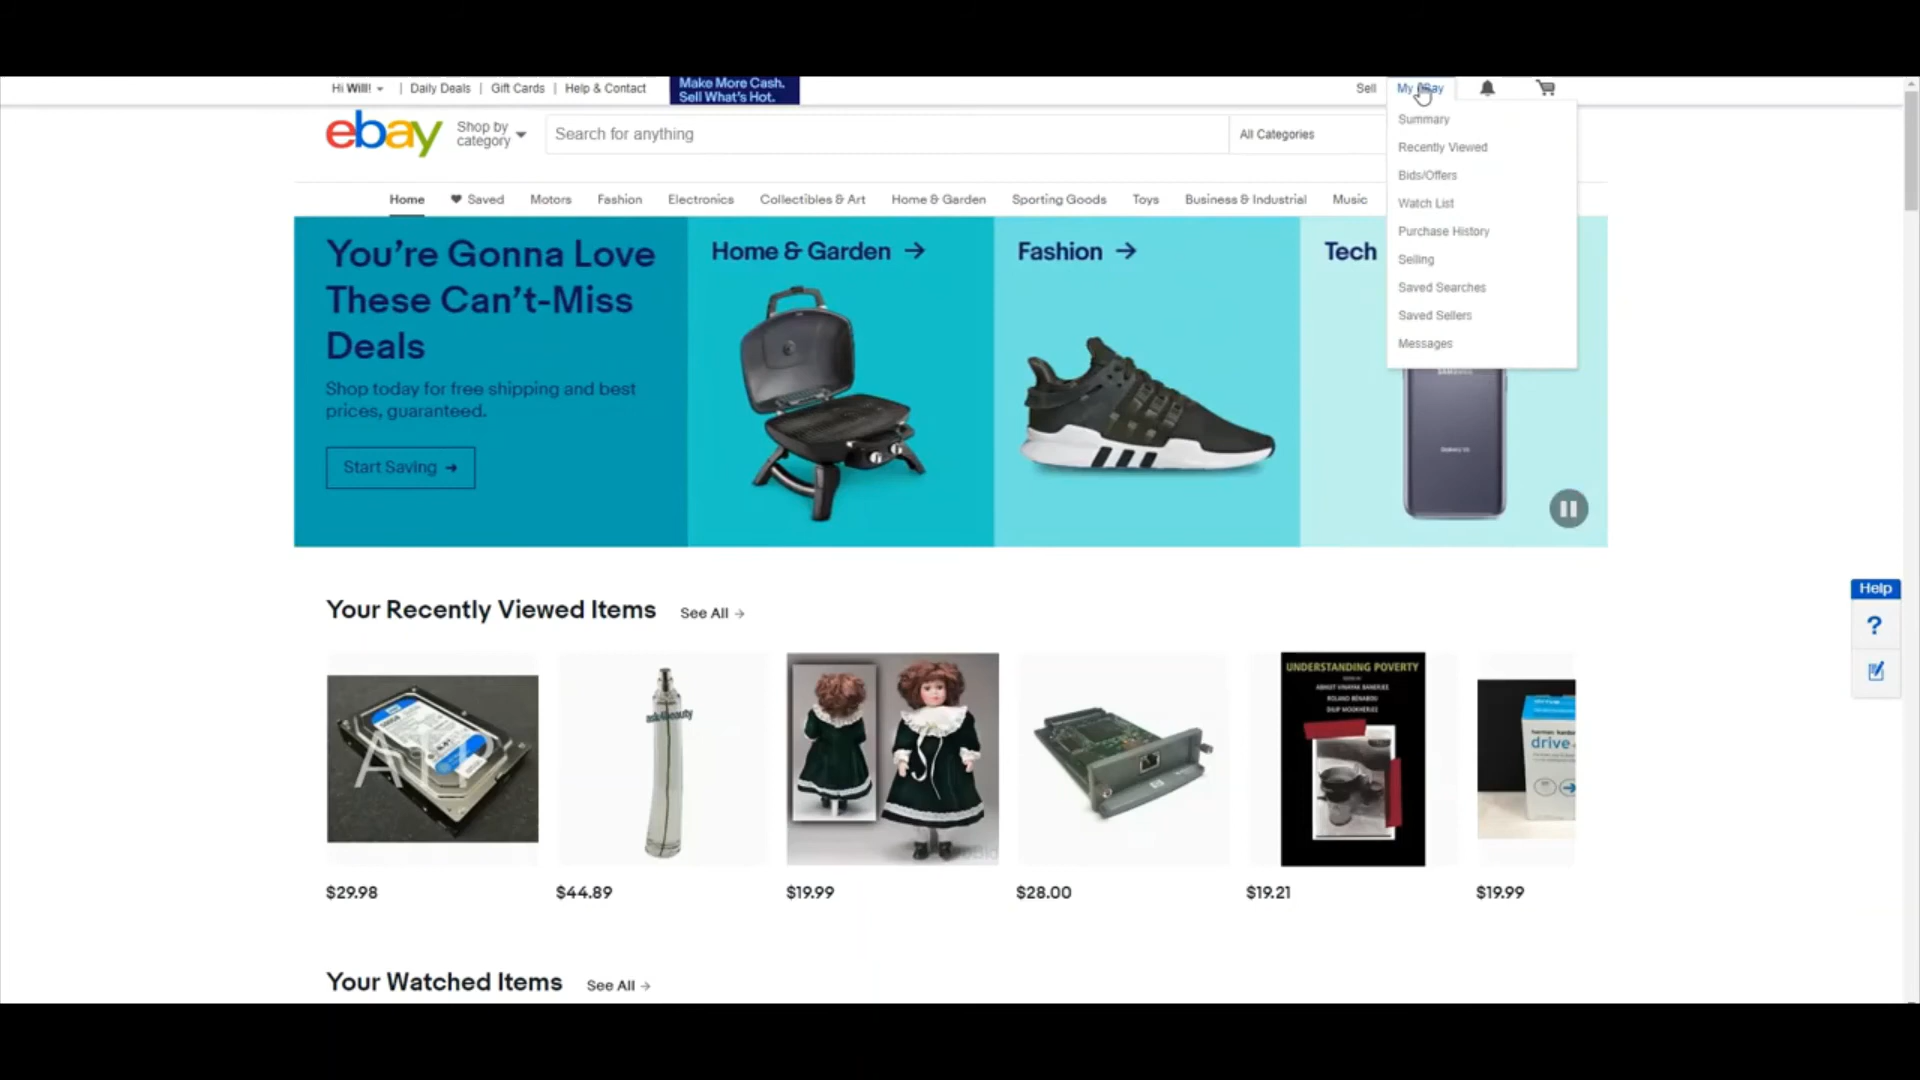 Hi Will!
Daily Deals
Gift Cards
Help & Contact
Make More Cash.
Sell What's Hot.
Sell
My eBay
ebay
Shop by
category
Search for anything
All Categories
Summary
Recently Viewed
Bids/Offers
Watch List
Purchase History
Selling
Saved Searches
Saved Sellers
Messages
Home
Saved
Motors
Fashion
Electronics
Collectibles & Art
Home & Garden
Sporting Goods
Toys
Business & Industrial
Music
You're Gonna Love
These Can't-Miss
Deals
Shop today for free shipping and best
prices, guaranteed.
Start Saving →
Home & Garden →
Fashion →
Tech
SAMSUNG
Help
?
Your Recently Viewed Items
See All →
UNDERSTANDING POVERTY
ABHIJIT VINAYAK BANERJEE
ROLAND BÉNABOU
DILIP MOOKHERJEE
harman kardon
drive
$29.98
$44.89
$19.99
$28.00
$19.21
$19.99
Your Watched Items
See All →